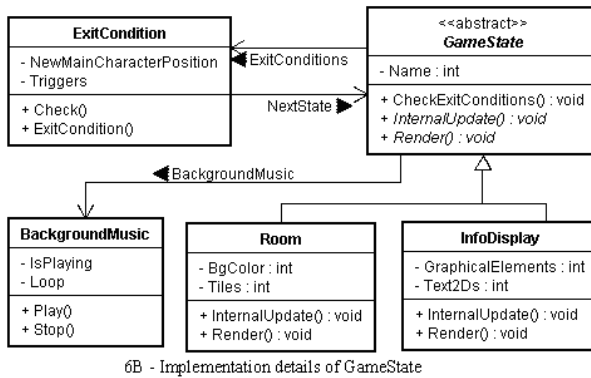 ExitCondition
- NewMainCharacterPosition
- Triggers
+ Check()
+ ExitCondition()
<<abstract>>
GameState
- Name : int
+ CheckExitConditions() : void
+ InternalUpdate() : void
+ Render() : void
ExitConditions
NextState
BackgroundMusic
BackgroundMusic
- IsPlaying
- Loop
+ Play()
+ Stop()
Room
- BgColor : int
- Tiles : int
+ InternalUpdate() : void
+ Render() : void
InfoDisplay
- GraphicalElements : int
- Text2Ds : int
+ InternalUpdate() : void
+ Render() : void
6B - Implementation details of GameState